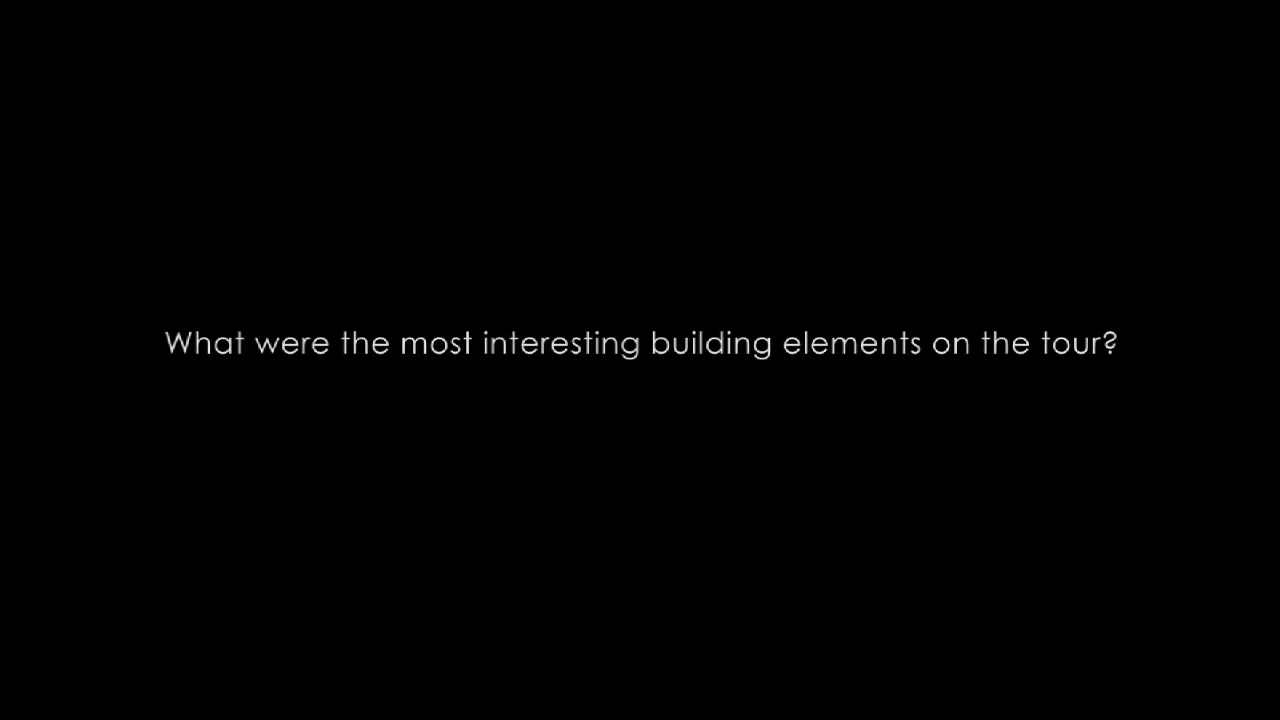 What were the most interesting building elements on the tour?